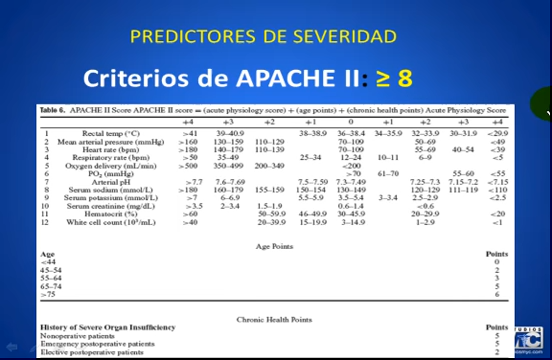 PREDICTORES DE SEVERIDAD
Criterios de APACHE II: ≥ 8
Table 6. APACHE II Score APACHE II score = (acute physiology score) + (age points) + (chronic health points) Acute Physiology Score
+4 +3 +2 +1 0 +1 +2 +3 +4
1 Rectal temp (°C) >41 39–40.9 38–38.9 36–38.4 34–35.9 32–33.9 30–31.9 <29.9
2 Mean arterial pressure (mmHg) >160 130–159 110–129 70–109 50–69 <49
3 Heart rate (bpm) >180 140–179 110–139 70–109 55–69 40–54 <39
4 Respiratory rate (bpm) >50 35–49 25–34 12–24 10–11 6–9 <5
5 Oxygen delivery (mL/min) >500 350–499 200–349 <200
6 PO₂ (mmHg) >70 61–70 55–60 <55
7 Arterial pH >7.7 7.6–7.69 7.5–7.59 7.3–7.49 7.25–7.3 7.15–7.2 <7.15
8 Serum sodium (mmol/L) >180 160–179 155–159 150–154 130–149 120–129 111–119 <110
9 Serum potassium (mmol/L) >7 6–6.9 5.5–5.9 3.5–5.4 3–3.4 2.5–2.9 <2.5
10 Serum creatinine (mg/dL) >3.5 2–3.4 1.5–1.9 0.6–1.4 <0.6
11 Hematocrit (%) >60 50–59.9 46–49.9 30–45.9 20–29.9 <20
12 White cell count (10³/mL) >40 20–39.9 15–19.9 3–14.9 1–2.9 <1
Age Points
Age Points
<44 0
45–54 2
55–64 3
65–74 5
>75 6
Chronic Health Points
History of Severe Organ Insufficiency Points
Nonoperative patients 5
Emergency postoperative patients 5
Elective postoperative patients 2